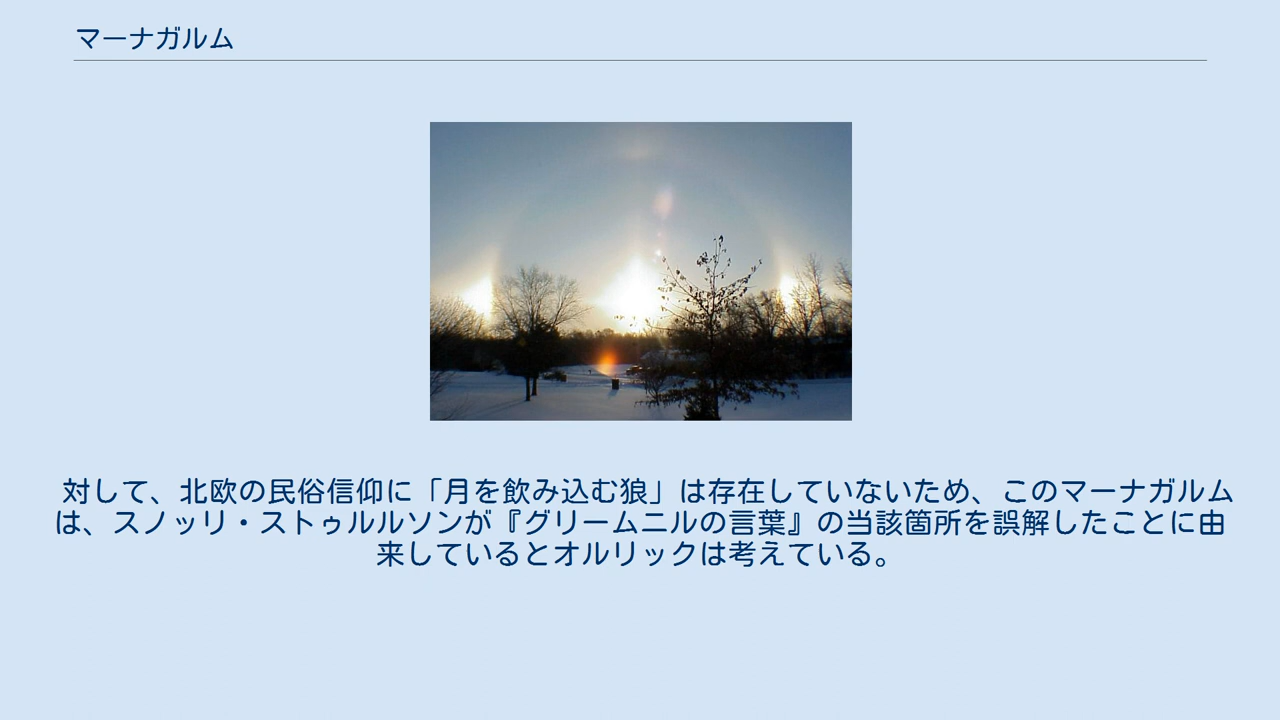 マーナガルム
対して、北欧の民俗信仰に「月を飲み込む狼」は存在していないため、このマーナガルム
は、スノッリ・ストゥルルソンが『グリームニルの言葉』の当該箇所を誤解したことに由
来しているとオルリックは考えている。